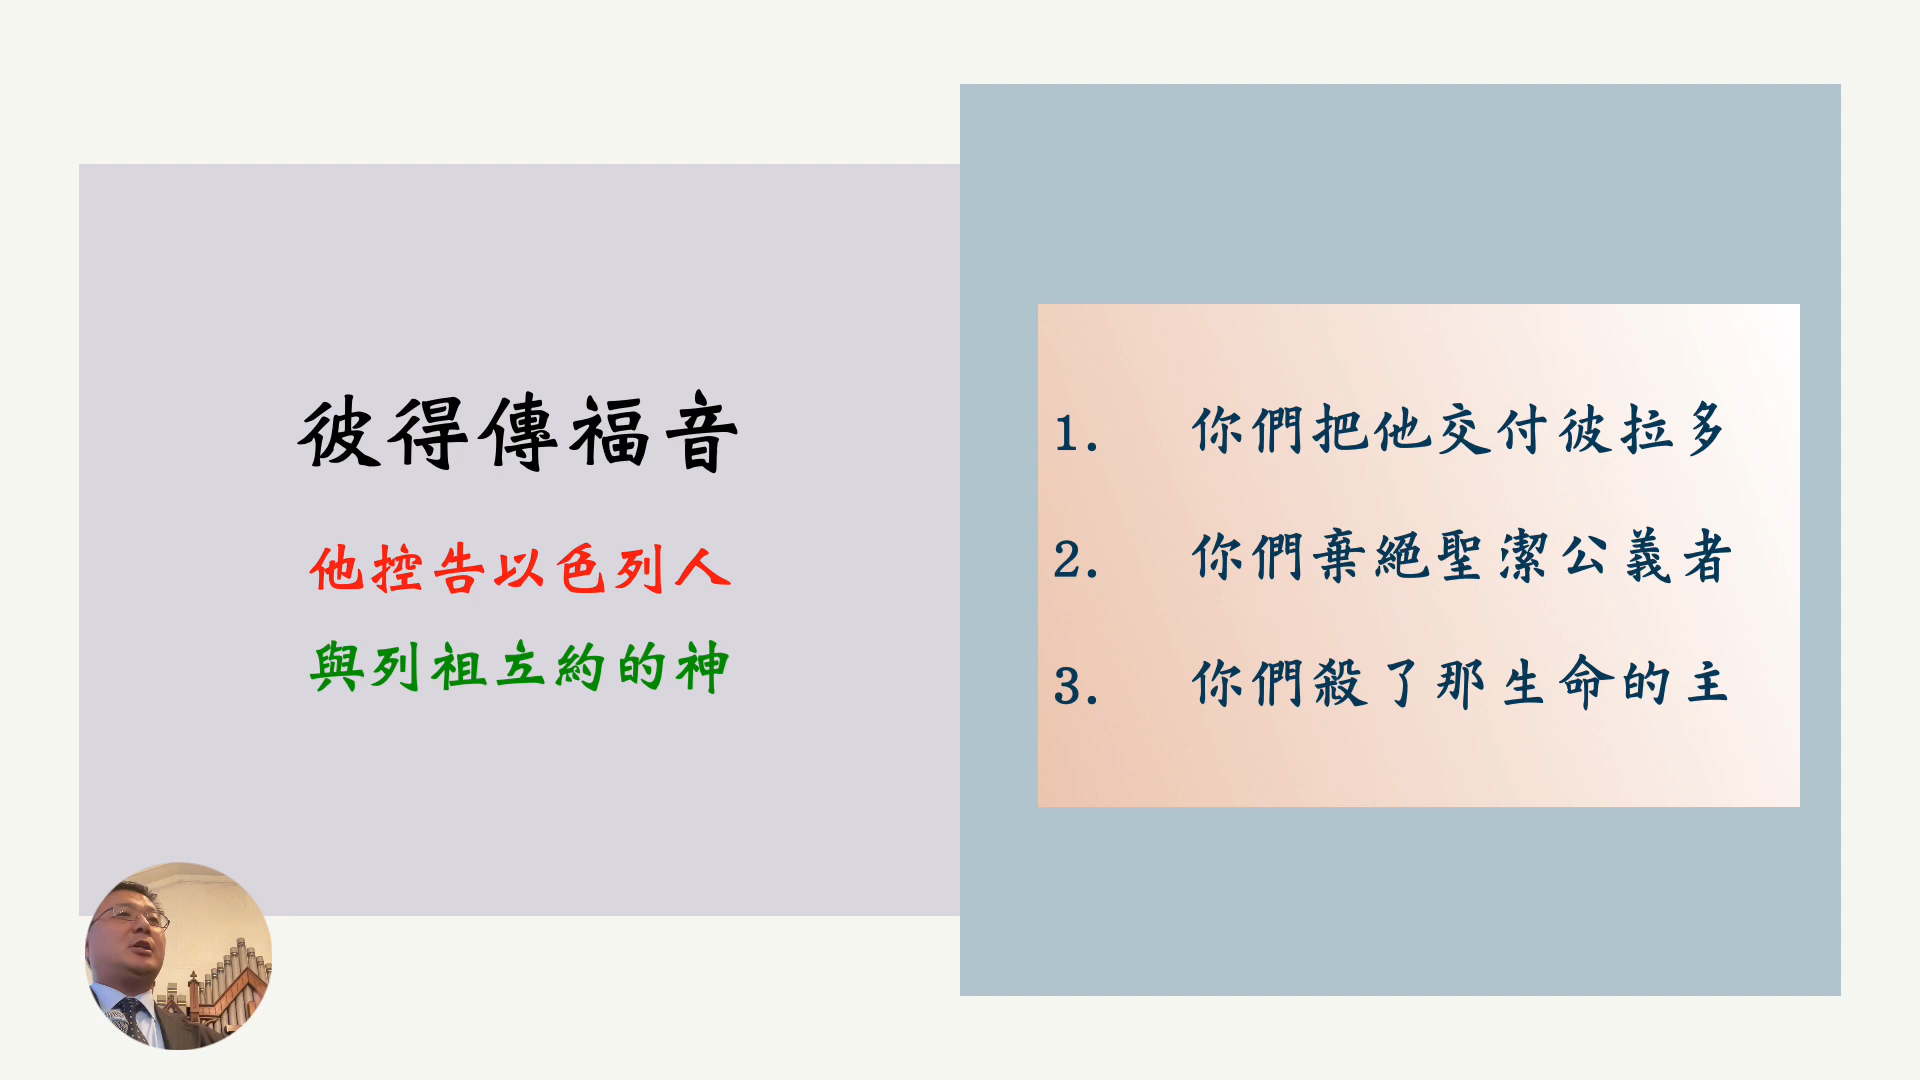 彼得傳福音
他控告以色列人
與列祖立約的神
1. 你們把他交付彼拉多
2. 你們棄絕聖潔公義者
3. 你們殺了那生命的主